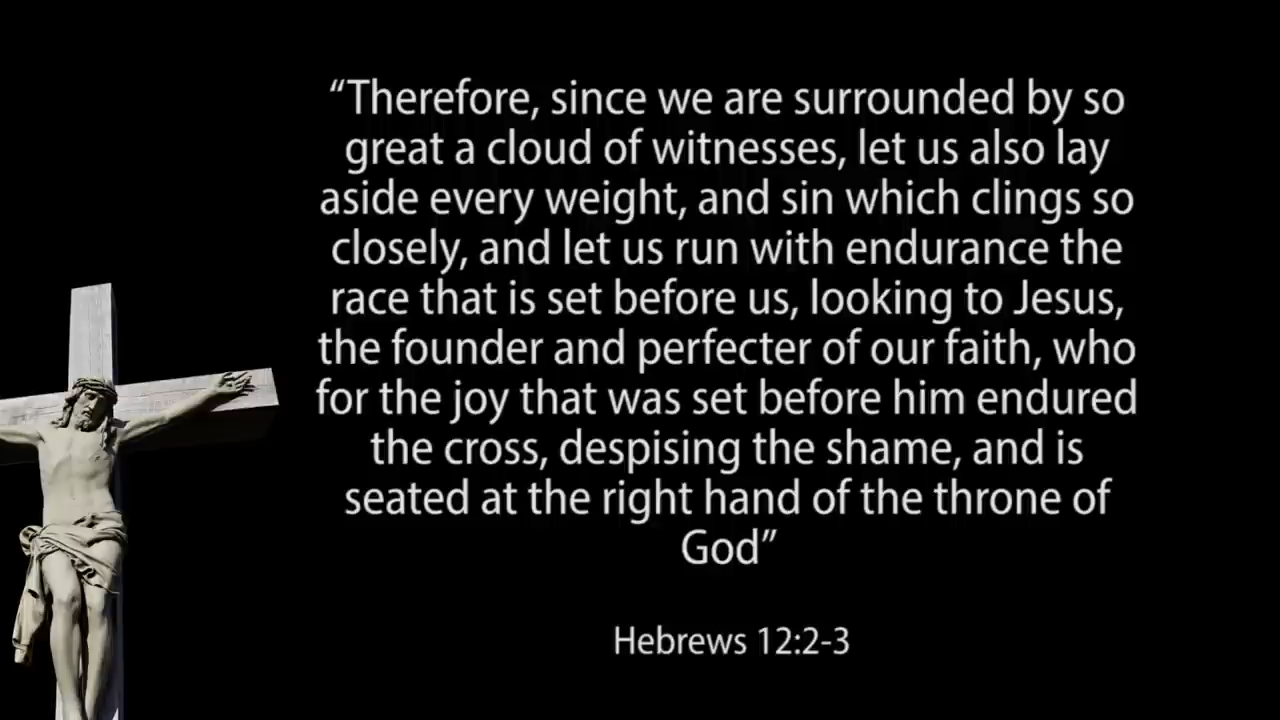 “Therefore, since we are surrounded by so
great a cloud of witnesses, let us also lay
aside every weight, and sin which clings so
closely, and let us run with endurance the
race that is set before us, looking to Jesus,
the founder and perfecter of our faith, who
for the joy that was set before him endured
the cross, despising the shame, and is
seated at the right hand of the throne of
God”
Hebrews 12:2-3